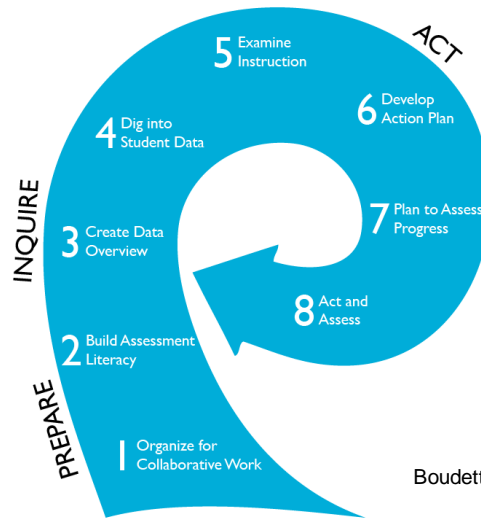 PREPARE
1 Organize for
Collaborative Work
2 Build Assessment
Literacy
INQUIRE
3 Create Data
Overview
4 Dig into
Student Data
5 Examine
Instruction
ACT
6 Develop
Action Plan
7 Plan to Assess
Progress
8 Act and
Assess
Boudett